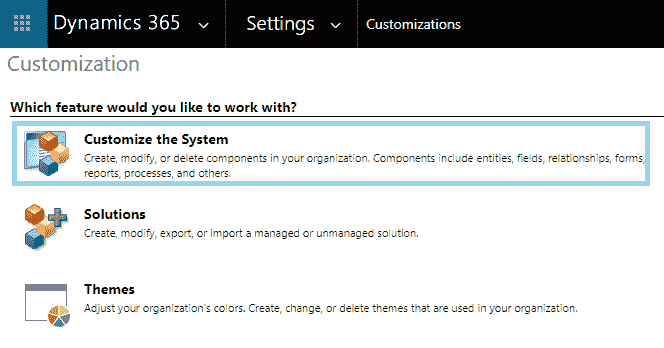 Dynamics 365 Settings Customizations
Customization
Which feature would you like to work with?
Customize the System
Create, modify, or delete components in your organization. Components include entities, fields, relationships, forms,
reports, processes, and others.
Solutions
Create, modify, export, or import a managed or unmanaged solution.
Themes
Adjust your organization's colors. Create, change, or delete themes that are used in your organization.